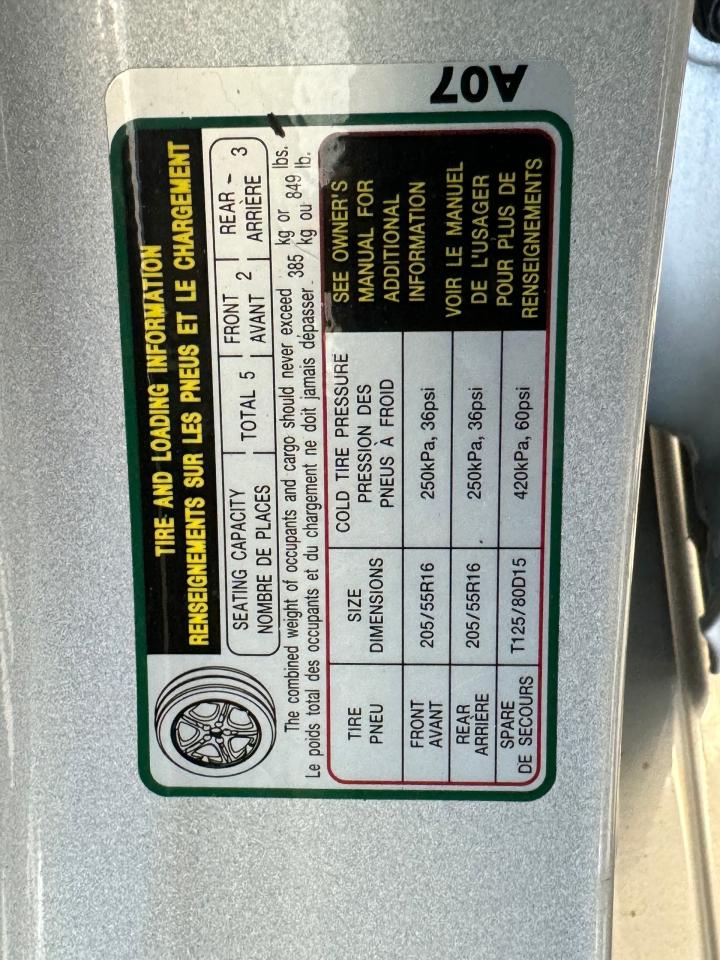 A07
TIRE AND LOADING INFORMATION
RENSEIGNEMENTS SUR LES PNEUS ET LE CHARGEMENT
SEATING CAPACITY
NOMBRE DE PLACES
TOTAL 5
FRONT
AVANT 2
REAR -
ARRIÈRE 3
The combined weight of occupants and cargo should never exceed 385 kg or 849 lbs.
Le poids total des occupants et du chargement ne doit jamais dépasser 385 kg ou 849 lb.
TIRE
PNEU
SIZE
DIMENSIONS
COLD TIRE PRESSURE
PRESSION DES
PNEUS À FROID
FRONT
AVANT
205/55R16
250kPa, 36psi
REAR
ARRIÈRE
205/55R16
250kPa, 36psi
SPARE
DE SECOURS
T125/80D15
420kPa, 60psi
SEE OWNER'S
MANUAL FOR
ADDITIONAL
INFORMATION
VOIR LE MANUEL
DE L'USAGER
POUR PLUS DE
RENSEIGNEMENTS